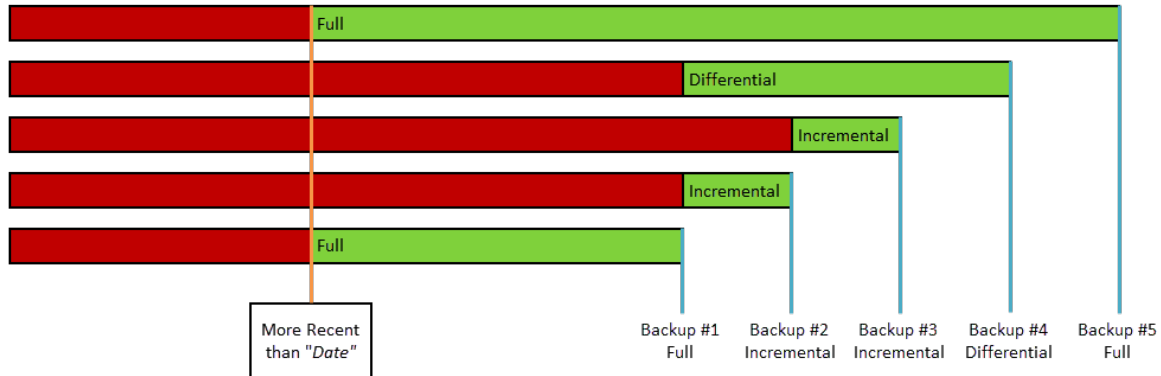 Full
Differential
Incremental
Incremental
Full
More Recent
than "Date"
Backup #1
Full
Backup #2
Incremental
Backup #3
Incremental
Backup #4
Differential
Backup #5
Full